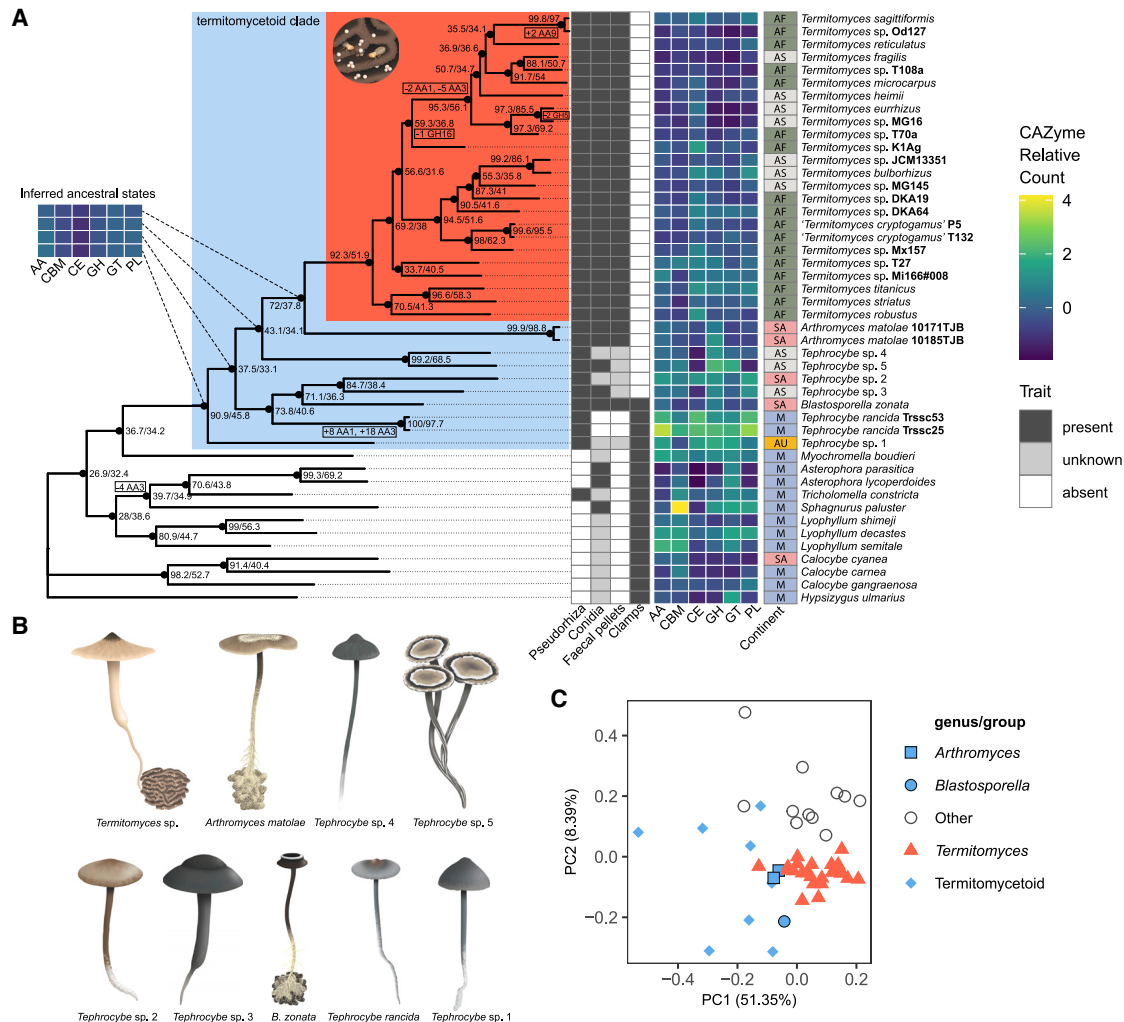 A
termitomycetoid clade
99.8/97
+2 AA9
35.5/34.1
36.9/36.6
88.1/50.7
50.7/34.7
91.7/54
-2 AA1, -5 AA3
95.3/56.1
97.3/85.5
-2 GH5
59.3/36.8
97.3/69.2
-1 GH16
99.2/86.1
56.6/31.6
55.3/35.8
87.3/41
90.5/41.6
94.5/51.6
69.2/38
99.6/95.5
98/62.3
92.3/51.9
33.7/40.5
96.6/58.3
70.5/41.3
72/37.8
99.9/98.8
43.1/34.1
99.2/68.5
37.5/33.1
84.7/38.4
71.1/36.3
73.8/40.6
90.9/45.8
100/97.7
+8 AA1, +18 AA3
36.7/34.2
26.9/32.4
99.3/69.2
70.6/43.8
-4 AA3
39.7/34.9
28/38.6
99/56.3
80.9/44.7
91.4/40.4
98.2/52.7
Inferred ancestral states
AA CBM CE GH GT PL
AF Termitomyces sagittiformis
AF Termitomyces sp. Od127
AF Termitomyces reticulatus
AS Termitomyces fragilis
AF Termitomyces sp. T108a
AF Termitomyces microcarpus
AS Termitomyces heimii
AS Termitomyces eurrhizus
AS Termitomyces sp. MG16
AF Termitomyces sp. T70a
AF Termitomyces sp. K1Ag
AS Termitomyces sp. JCM13351
AS Termitomyces bulborhizus
AS Termitomyces sp. MG145
AF Termitomyces sp. DKA19
AF Termitomyces sp. DKA64
AF 'Termitomyces cryptogamus' P5
AF 'Termitomyces cryptogamus' T132
AF Termitomyces sp. Mx157
AF Termitomyces sp. T27
AF Termitomyces sp. Mi166#008
AF Termitomyces titanicus
AF Termitomyces striatus
AF Termitomyces robustus
SA Arthromyces matolae 10171TJB
SA Arthromyces matolae 10185TJB
AS Tephrocybe sp. 4
AS Tephrocybe sp. 5
SA Tephrocybe sp. 2
AS Tephrocybe sp. 3
SA Blastosporella zonata
M Tephrocybe rancida Trssc53
M Tephrocybe rancida Trssc25
AU Tephrocybe sp. 1
M Myochromella boudieri
M Asterophora parasitica
M Asterophora lycoperdoides
M Tricholomella constricta
M Sphagnurus paluster
M Lyophyllum shimeji
M Lyophyllum decastes
M Lyophyllum semitale
SA Calocybe cyanea
M Calocybe carnea
M Calocybe gangraenosa
M Hypsizygus ulmarius
Pseudorhiza
Conidia
Faecal pellets
Clamps
AA
CBM
CE
GH
GT
PL
Continent
CAZyme
Relative
Count
4
2
0
Trait
present
unknown
absent
B
Termitomyces sp.
Arthromyces matolae
Tephrocybe sp. 4
Tephrocybe sp. 5
Tephrocybe sp. 2
Tephrocybe sp. 3
B. zonata
Tephrocybe rancida
Tephrocybe sp. 1
C
PC2 (8.39%)
0.4
0.2
0.0
−0.2
−0.4
−0.2
0.0
0.2
PC1 (51.35%)
genus/group
Arthromyces
Blastosporella
Other
Termitomyces
Termitomycetoid